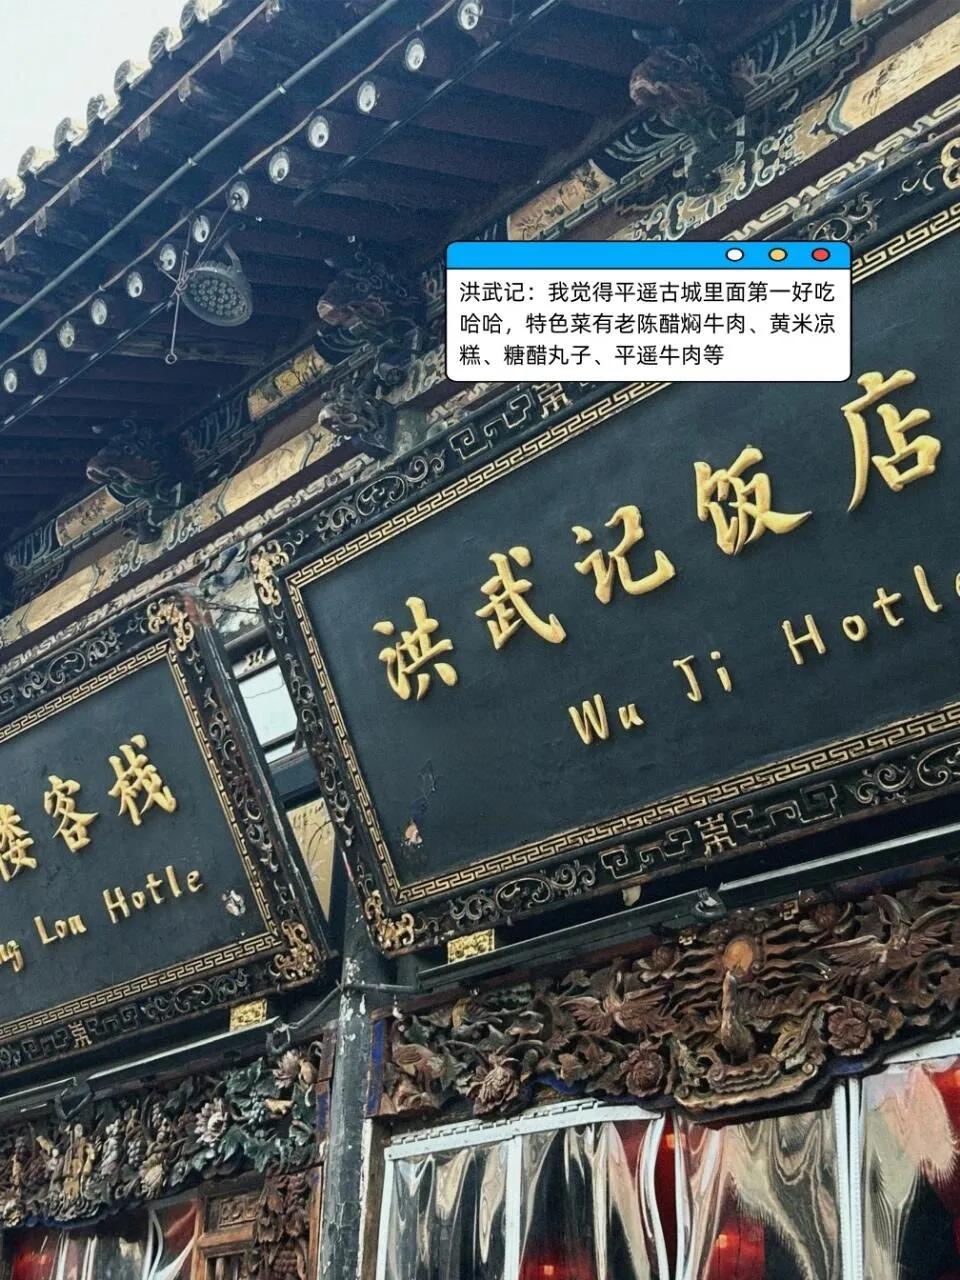 洪武记：我觉得平遥古城里面第一好吃
哈哈，特色菜有老陈醋焖牛肉、黄米凉
糕、糖醋丸子、平遥牛肉等
洪武记饭店
Wu Ji Hotle
楼客栈
Lou Hotle